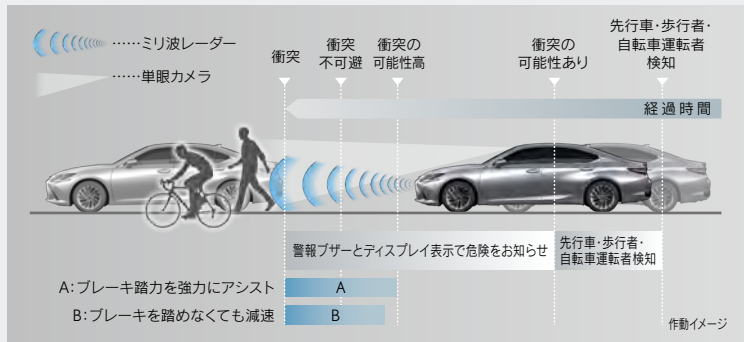 ……ミリ波レーダー
……単眼カメラ
衝突
衝突
不可避
衝突の
可能性高
衝突の
可能性あり
先行車・歩行者・
自転車運転者
検知
経過時間
警報ブザーとディスプレイ表示で危険をお知らせ
先行車・歩行者・
自転車運転者検知
A：ブレーキ踏力を強力にアシスト
A
B：ブレーキを踏めなくても減速
B
作動イメージ